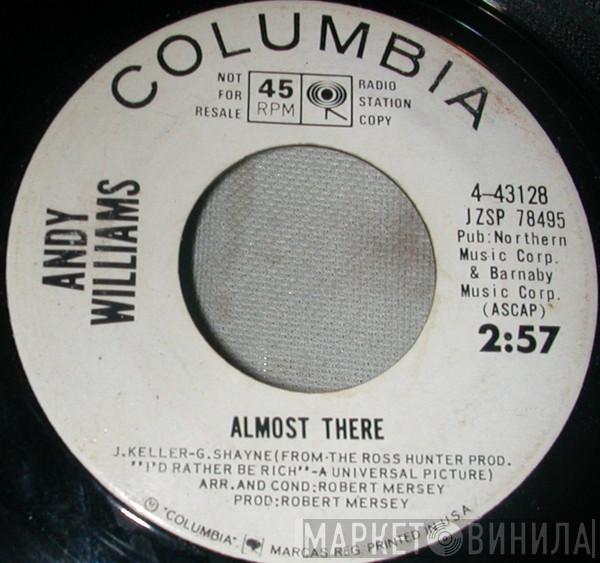 COLUMBIA
NOT
FOR
RESALE
45
RPM
RADIO
STATION
COPY
ANDY
WILLIAMS
4-43128
JZSP 78495
Pub: Northern
Music Corp.
& Barnaby
Music Corp.
(ASCAP)
2:57
ALMOST THERE
J. KELLER-G. SHAYNE (FROM-THE ROSS HUNTER PROD.
""I'D RATHER BE RICH"-A UNIVERSAL PICTURE)
ARR. AND COND: ROBERT MERSEY
PROD: ROBERT MERSEY
© "COLUMBIA", MARCAS REG. PRINTED IN U.S.A.
МАРКЕТ ВИНИЛА